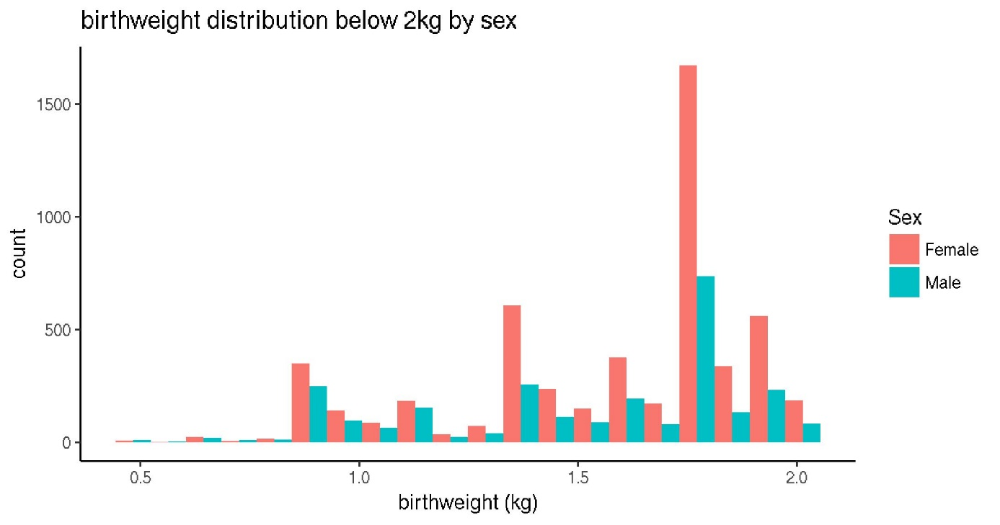 birthweight distribution below 2kg by sex
1500
1000
500
0
count
0.5 1.0 1.5 2.0
birthweight (kg)
Sex
Female
Male